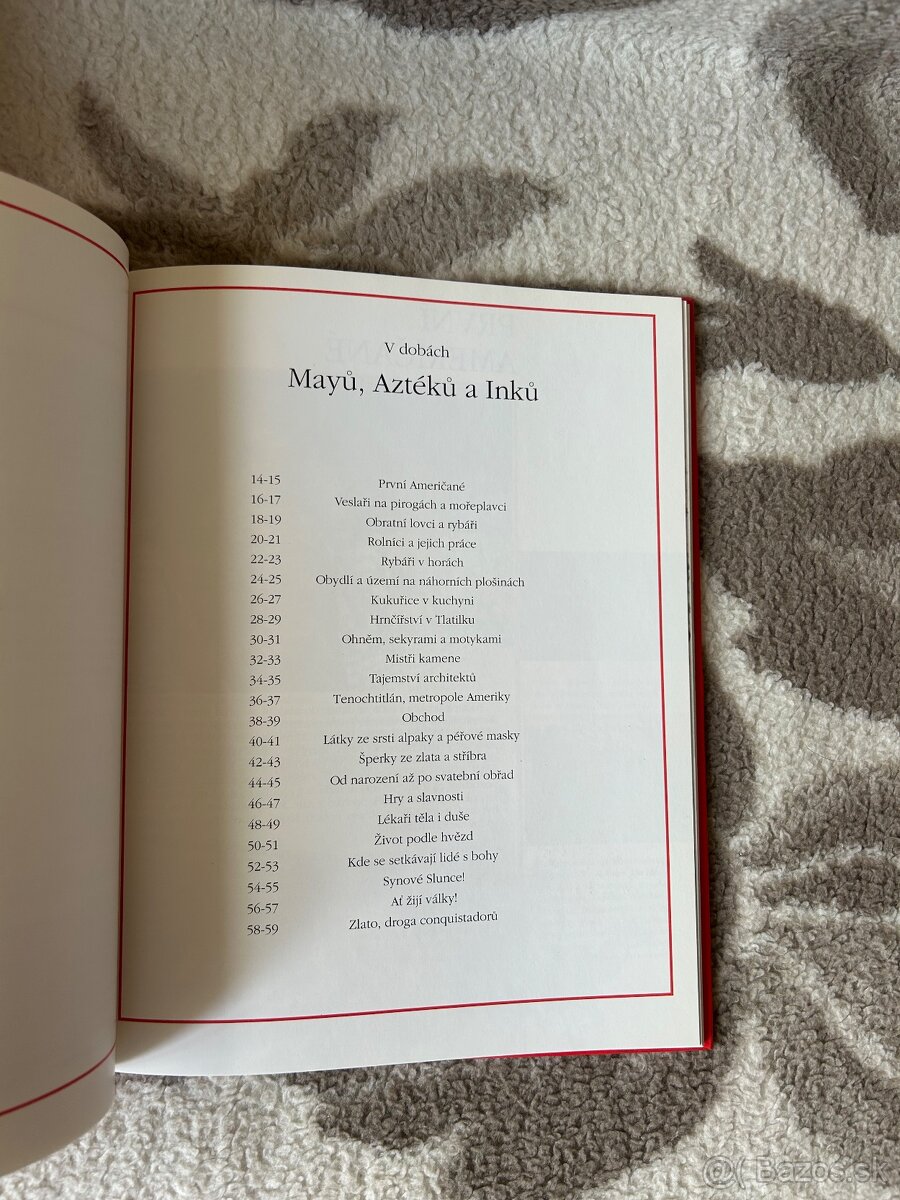 V dobách
Mayů, Aztéků a Inků
14-15 První Američané
16-17 Veslaři na pirogách a mořeplavci
18-19 Obratní lovci a rybáři
20-21 Rolníci a jejich práce
22-23 Rybáři v horách
24-25 Obydlí a území na náhorních plošinách
26-27 Kukuřice v kuchyni
28-29 Hrnčířství v Tlatilku
30-31 Ohněm, sekyrami a motykami
32-33 Mistři kamene
34-35 Tajemství architektů
36-37 Tenochtitlán, metropole Ameriky
38-39 Obchod
40-41 Látky ze srsti alpaky a péřové masky
42-43 Šperky ze zlata a stříbra
44-45 Od narození až po svatební obřad
46-47 Hry a slavnosti
48-49 Lékaři těla i duše
50-51 Život podle hvězd
52-53 Kde se setkávají lidé s bohy
54-55 Synové Slunce!
56-57 Ať žijí války!
58-59 Zlato, droga conquistadorů
Bazos.sk